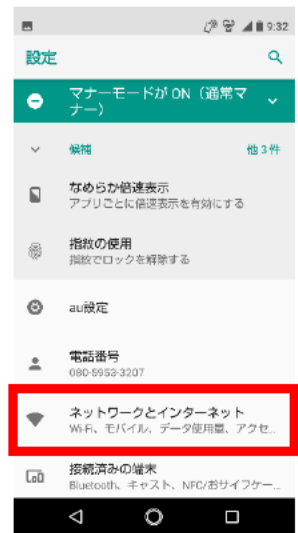 9:32
設定
マナーモードが ON（通常マ
ナー）
候補
他 3 件
なめらか倍速表示
アプリごとに倍速表示を有効にする
指紋の使用
指紋でロックを解除する
au設定
電話番号
080-5953-3207
ネットワークとインターネット
Wi-Fi、モバイル、データ使用量、アクセ...
接続済みの端末
Bluetooth、キャスト、NFC/おサイフケー...